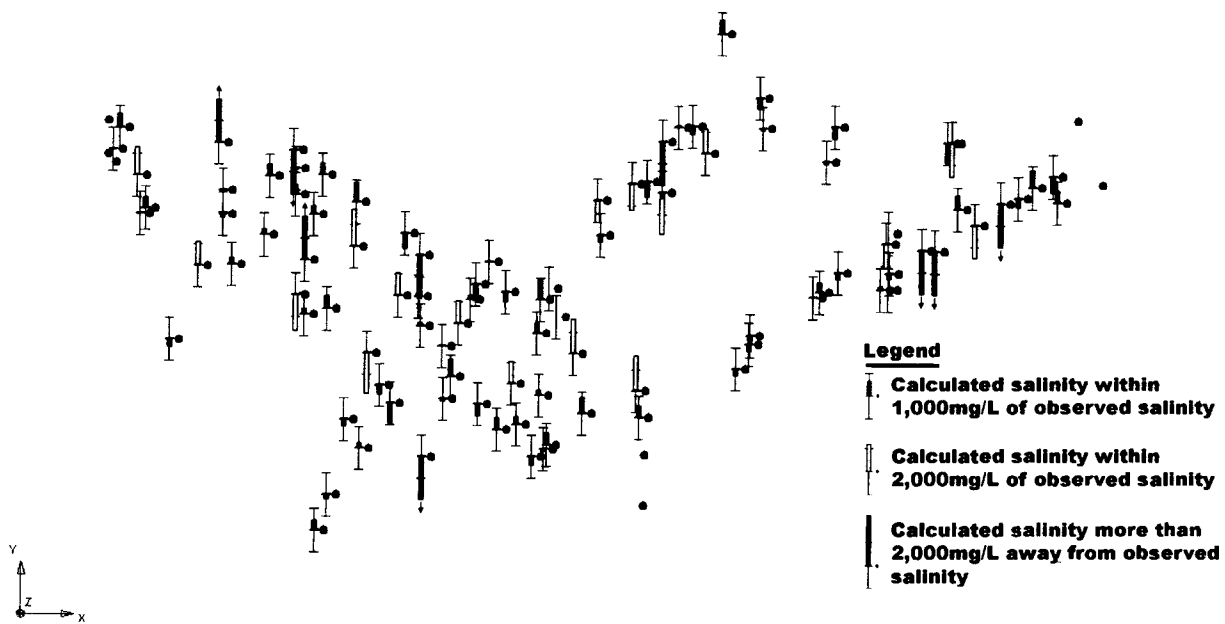 Legend
Calculated salinity within
1,000mg/L of observed salinity
Calculated salinity within
2,000mg/L of observed salinity
Calculated salinity more than
2,000mg/L away from observed
salinity
Y
Z
X